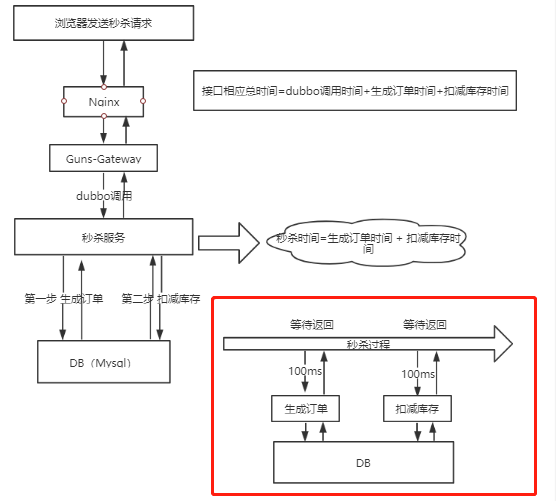 浏览器发送秒杀请求
Nginx
接口相应总时间=dubbo调用时间+生成订单时间+扣减库存时间
Guns-Gateway
dubbo调用
秒杀服务
秒杀时间=生成订单时间 + 扣减库存时
间
第一步 生成订单
第二步 扣减库存
DB（Mysql）
等待返回
等待返回
秒杀过程
100ms
100ms
生成订单
扣减库存
DB